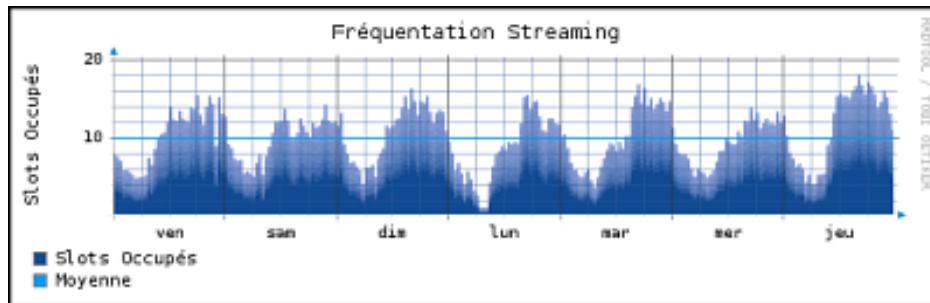 Fréquentation Streaming
20
10
Slots Occupés
ven sam dim lun mar mer jeu
Slots Occupés
Moyenne
RRDTOOL / TOBI OETIKER